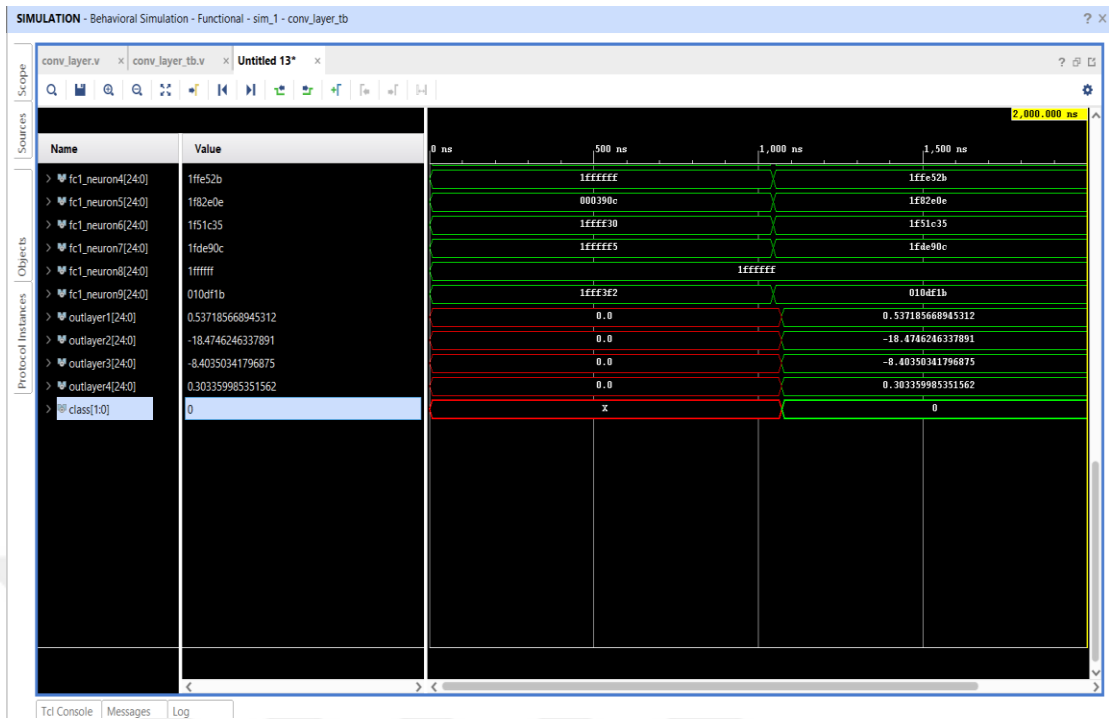 SIMULATION - Behavioral Simulation - Functional - sim_1 - conv_layer_tb ? ×
conv_layer.v × conv_layer_tb.v × Untitled 13* × ?
Scope
Sources
Objects
Protocol Instances
2,000.000 ns
Name Value 0 ns 500 ns 1,000 ns 1,500 ns
> fc1_neuron4[24:0] 1ffe52b 1ffffff 1ffe52b
> fc1_neuron5[24:0] 1f82e0e 000390c 1f82e0e
> fc1_neuron6[24:0] 1f51c35 1ffff30 1f51c35
> fc1_neuron7[24:0] 1fde90c 1fffff5 1fde90c
> fc1_neuron8[24:0] 1ffffff 1ffffff
> fc1_neuron9[24:0] 010df1b 1fff3f2 010df1b
> outlayer1[24:0] 0.537185668945312 0.0 0.537185668945312
> outlayer2[24:0] -18.4746246337891 0.0 -18.4746246337891
> outlayer3[24:0] -8.40350341796875 0.0 -8.40350341796875
> outlayer4[24:0] 0.303359985351562 0.0 0.303359985351562
> class[1:0] 0 X 0
Tcl Console Messages Log